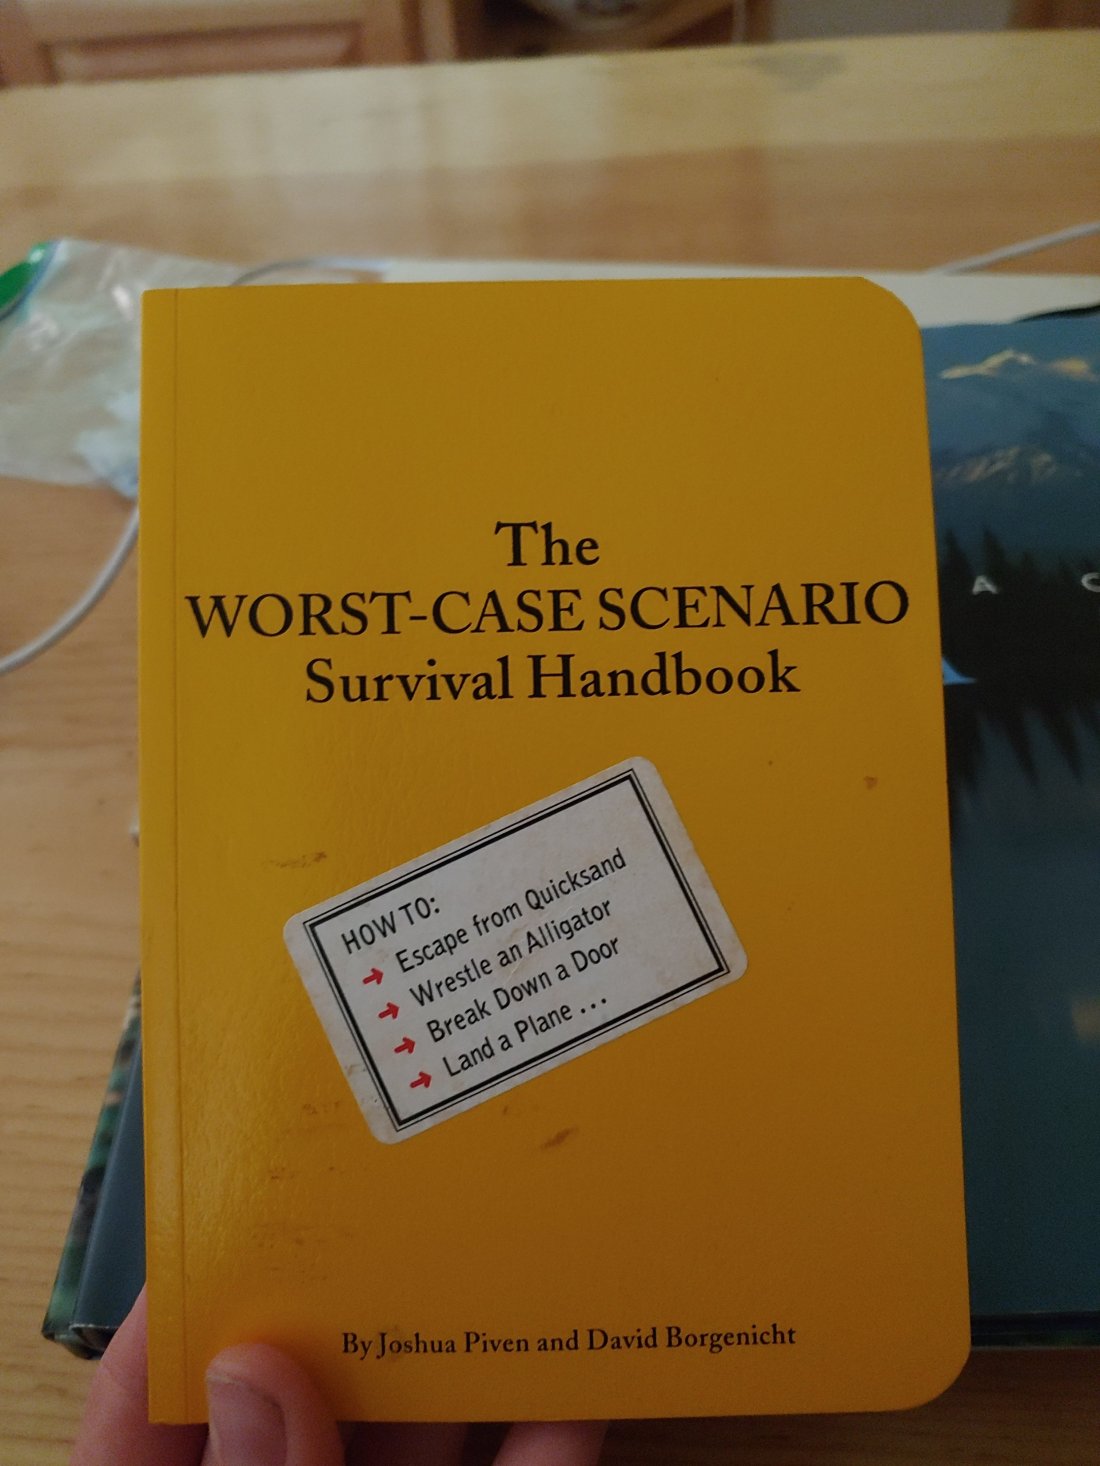 The
WORST-CASE SCENARIO
Survival Handbook
HOW TO:
➔ Escape from Quicksand
➔ Wrestle an Alligator
➔ Break Down a Door
➔ Land a Plane ...
By Joshua Piven and David Borgenicht
A C